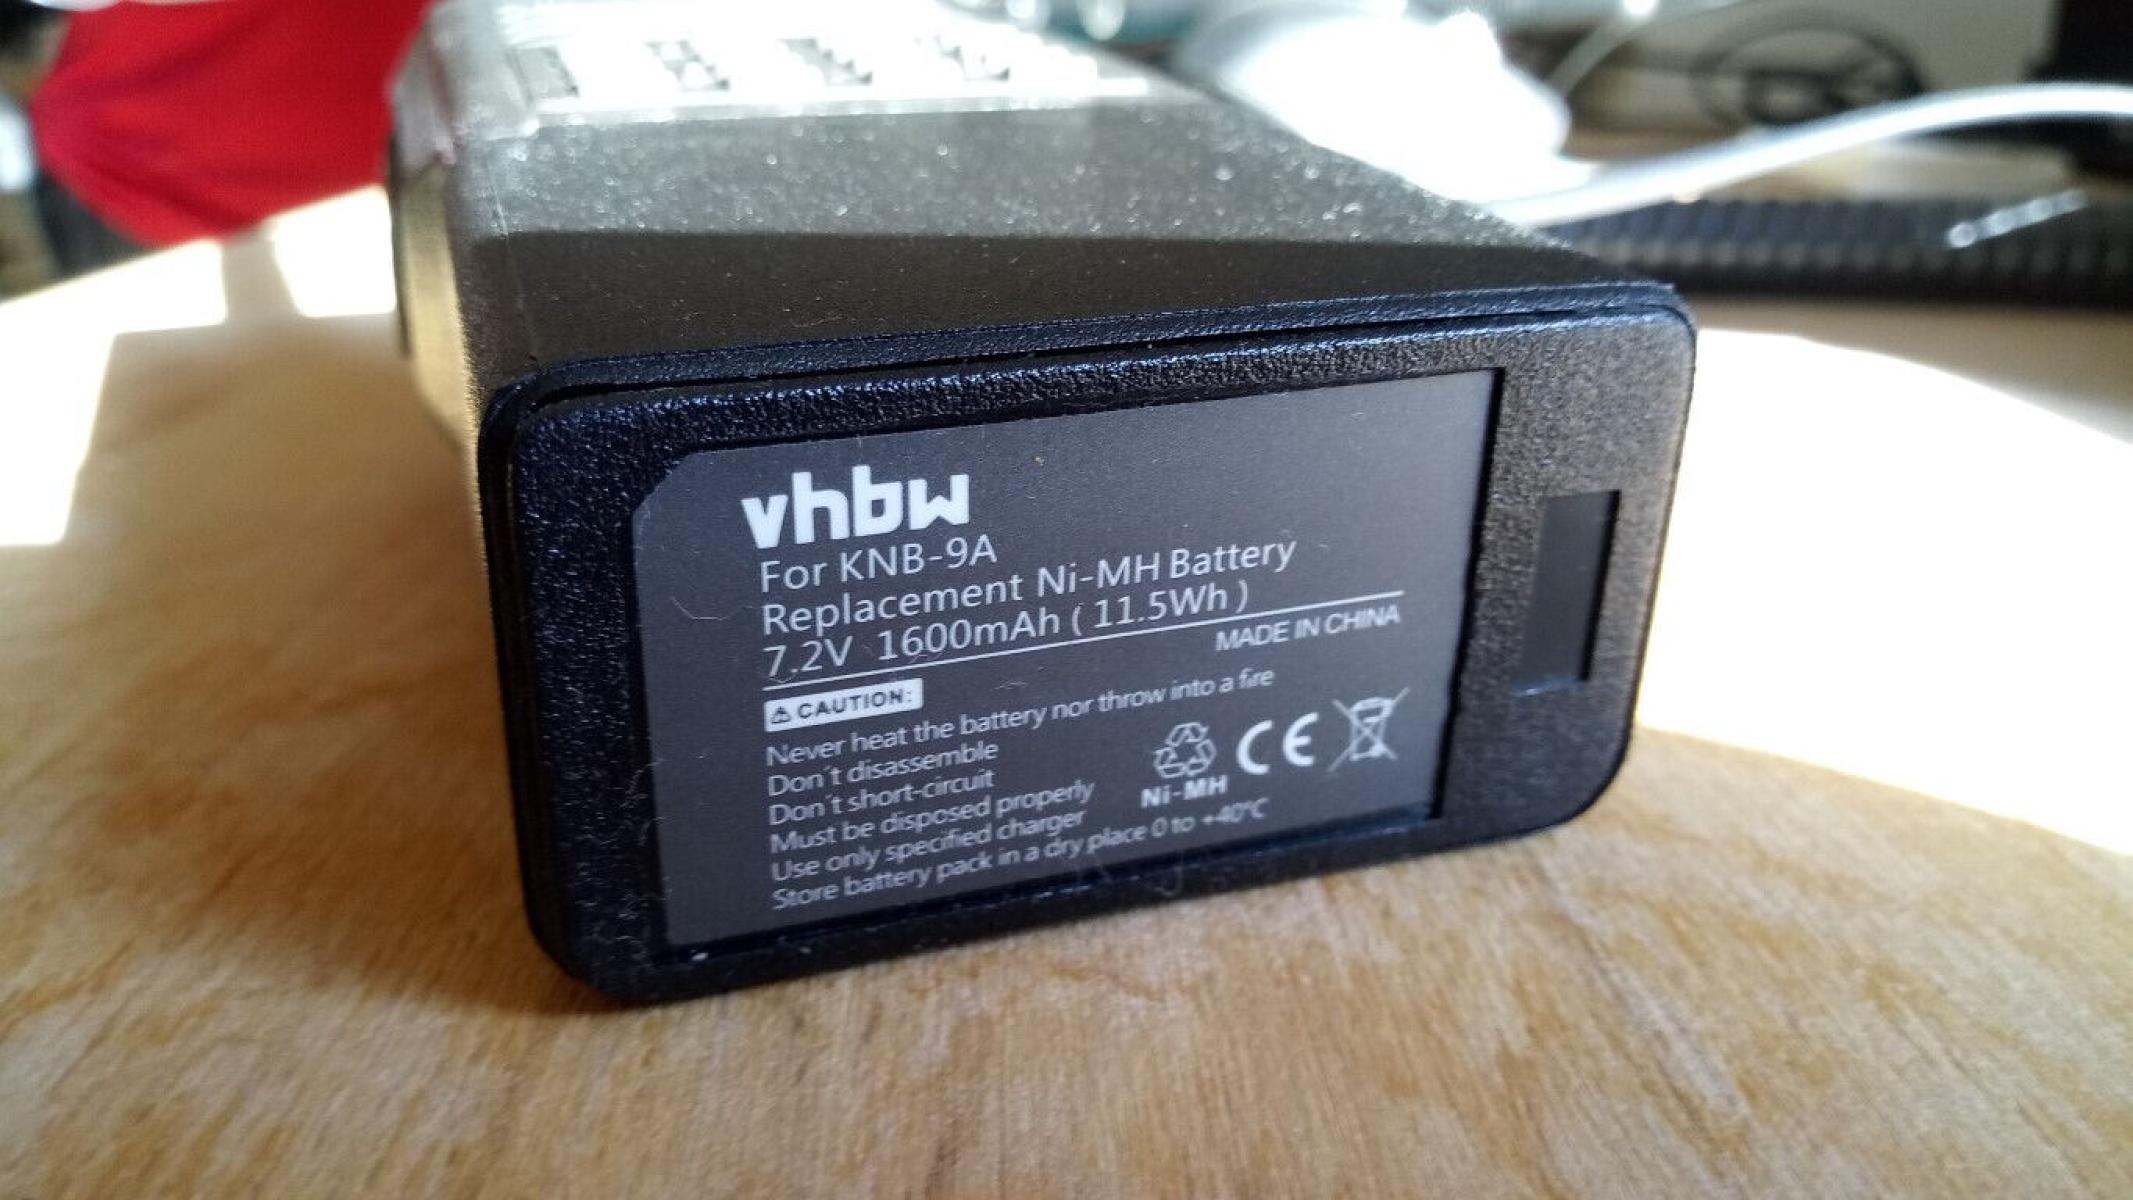 vhbw
For KNB-9A
Replacement Ni-MH Battery
7.2V 1600mAh ( 11.5Wh )
MADE IN CHINA
⚠ CAUTION:
Never heat the battery nor throw into a fire
Don´t disassemble
Don´t short-circuit
Must be disposed properly
Use only specified charger
Store battery pack in a dry place 0 to +40°C
Ni-MH
CE